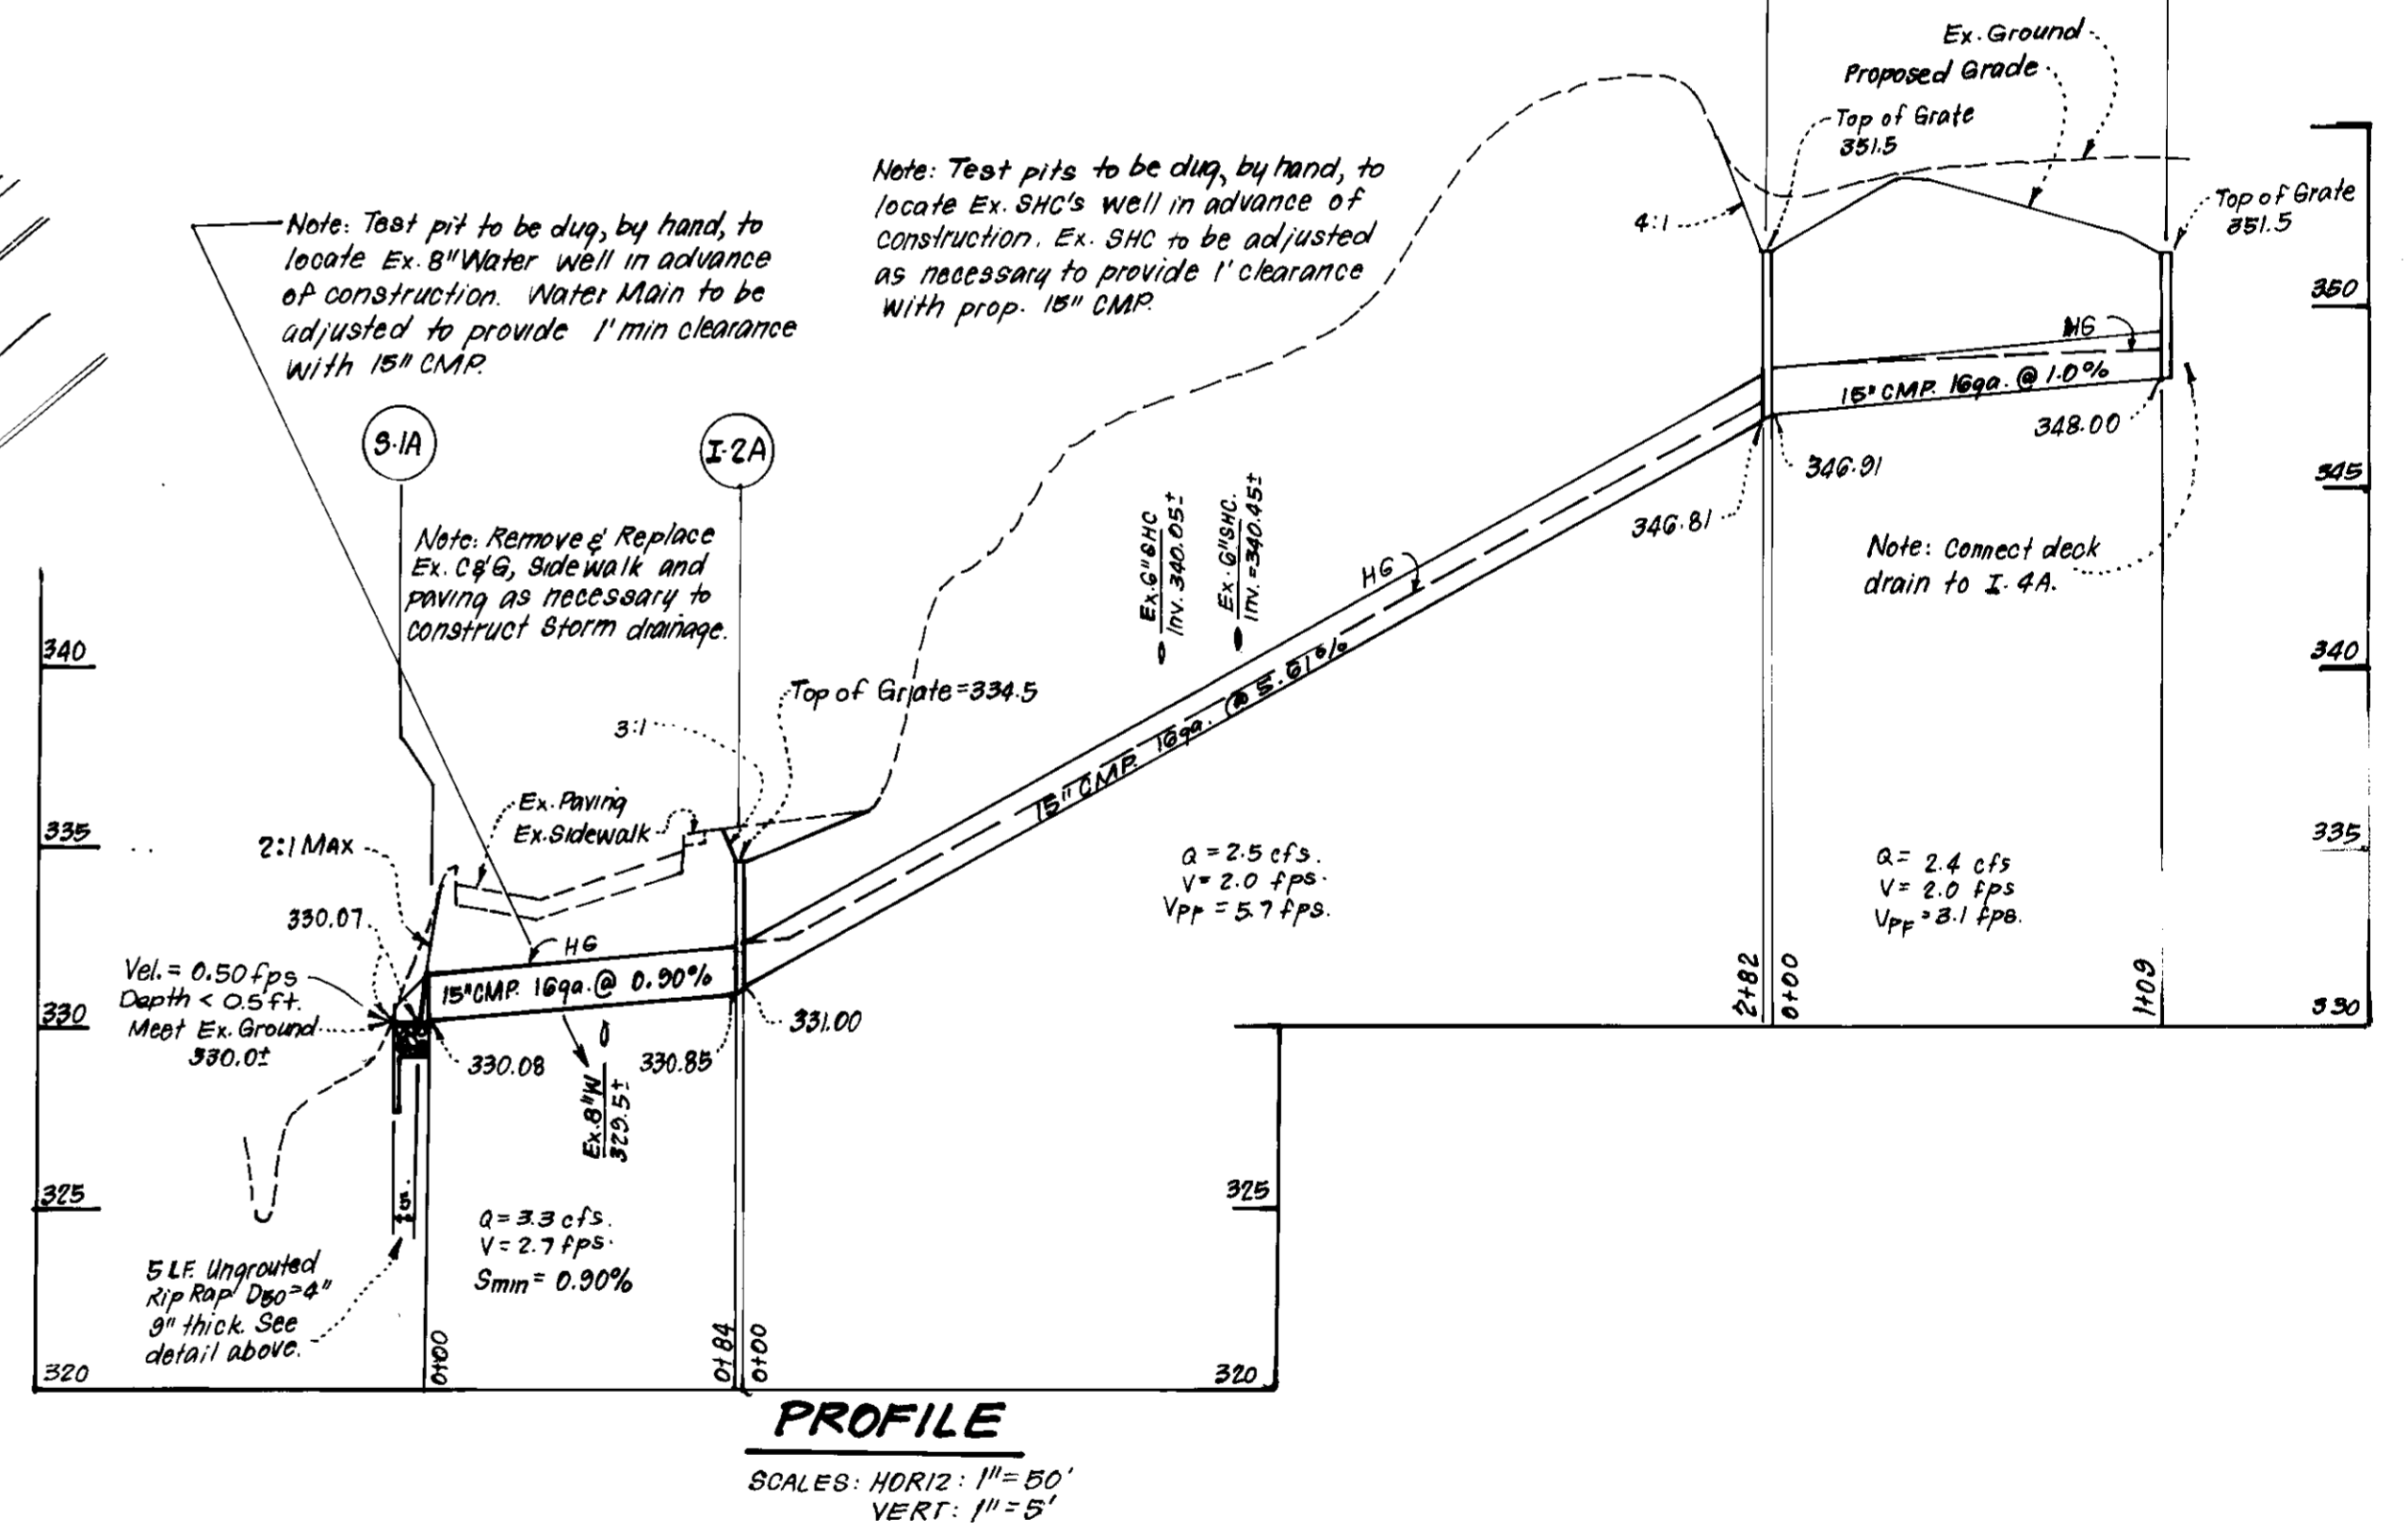 Ex. Ground
Proposed Grade
Top of Grate
351.5
Note: Test pits to be dug, by hand, to
locate Ex. SHC's well in advance of
construction. Ex. SHC to be adjusted
as necessary to provide 1' clearance
with prop. 15" CMP.
4:1
Top of Grate
351.5
Note: Test pit to be dug, by hand, to
locate Ex. 8" Water well in advance
of construction. Water Main to be
adjusted to provide 1' min clearance
with 15" CMP.
350
HG
15" CMP. 16ga. @ 1.0%
348.00
S-1A
I-2A
346.91
345
346.81
Ex. 6" SHC
Inv. 340.05±
Ex. 6" SHC.
Inv. = 340.45±
Note: Connect deck
drain to I-4A.
Note: Remove & Replace
Ex. C&G, Sidewalk and
paving as necessary to
construct Storm drainage.
HG
340
340
Top of Grate = 334.5
3:1
15" CMP. 16ga. @ 5.61%
Ex. Paving
Ex. Sidewalk
335
335
2:1 MAX
Q = 2.5 cfs.
V = 2.0 fps.
VPF = 5.7 fps.
Q = 2.4 cfs
V = 2.0 fps
VPF = 3.1 fps.
330.07
HG
Vel. = 0.50 fps
Depth < 0.5 ft.
Meet Ex. Ground
330.0±
15" CMP. 16ga. @ 0.90%
2+82
0+00
1+09
330
330
331.00
330.08
330.85
Ex. 8" W
329.5±
325
325
5'
Q = 3.3 cfs.
V = 2.7 fps.
Smin = 0.90%
5 LF. Ungrouted
Rip Rap D50=4"
9" thick. See
detail above.
0+00
0+84
0+00
320
320
PROFILE
SCALES: HORIZ: 1" = 50'
VERT: 1" = 5'